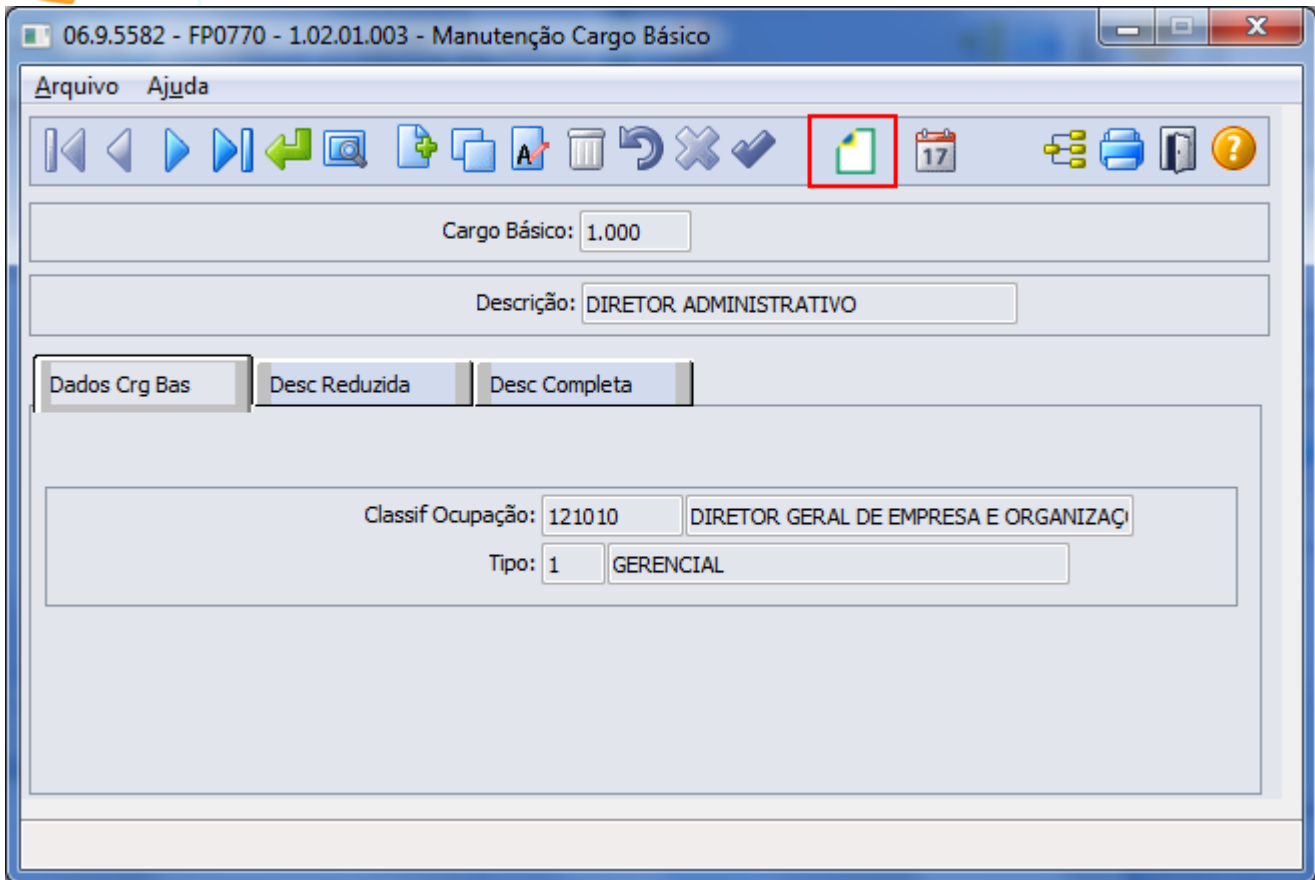 06.9.5582 - FP0770 - 1.02.01.003 - Manutenção Cargo Básico
Arquivo Ajuda
17
?
Cargo Básico: 1.000
Descrição: DIRETOR ADMINISTRATIVO
Dados Crg Bas Desc Reduzida Desc Completa
Classif Ocupação: 121010 DIRETOR GERAL DE EMPRESA E ORGANIZAÇ
Tipo: 1 GERENCIAL